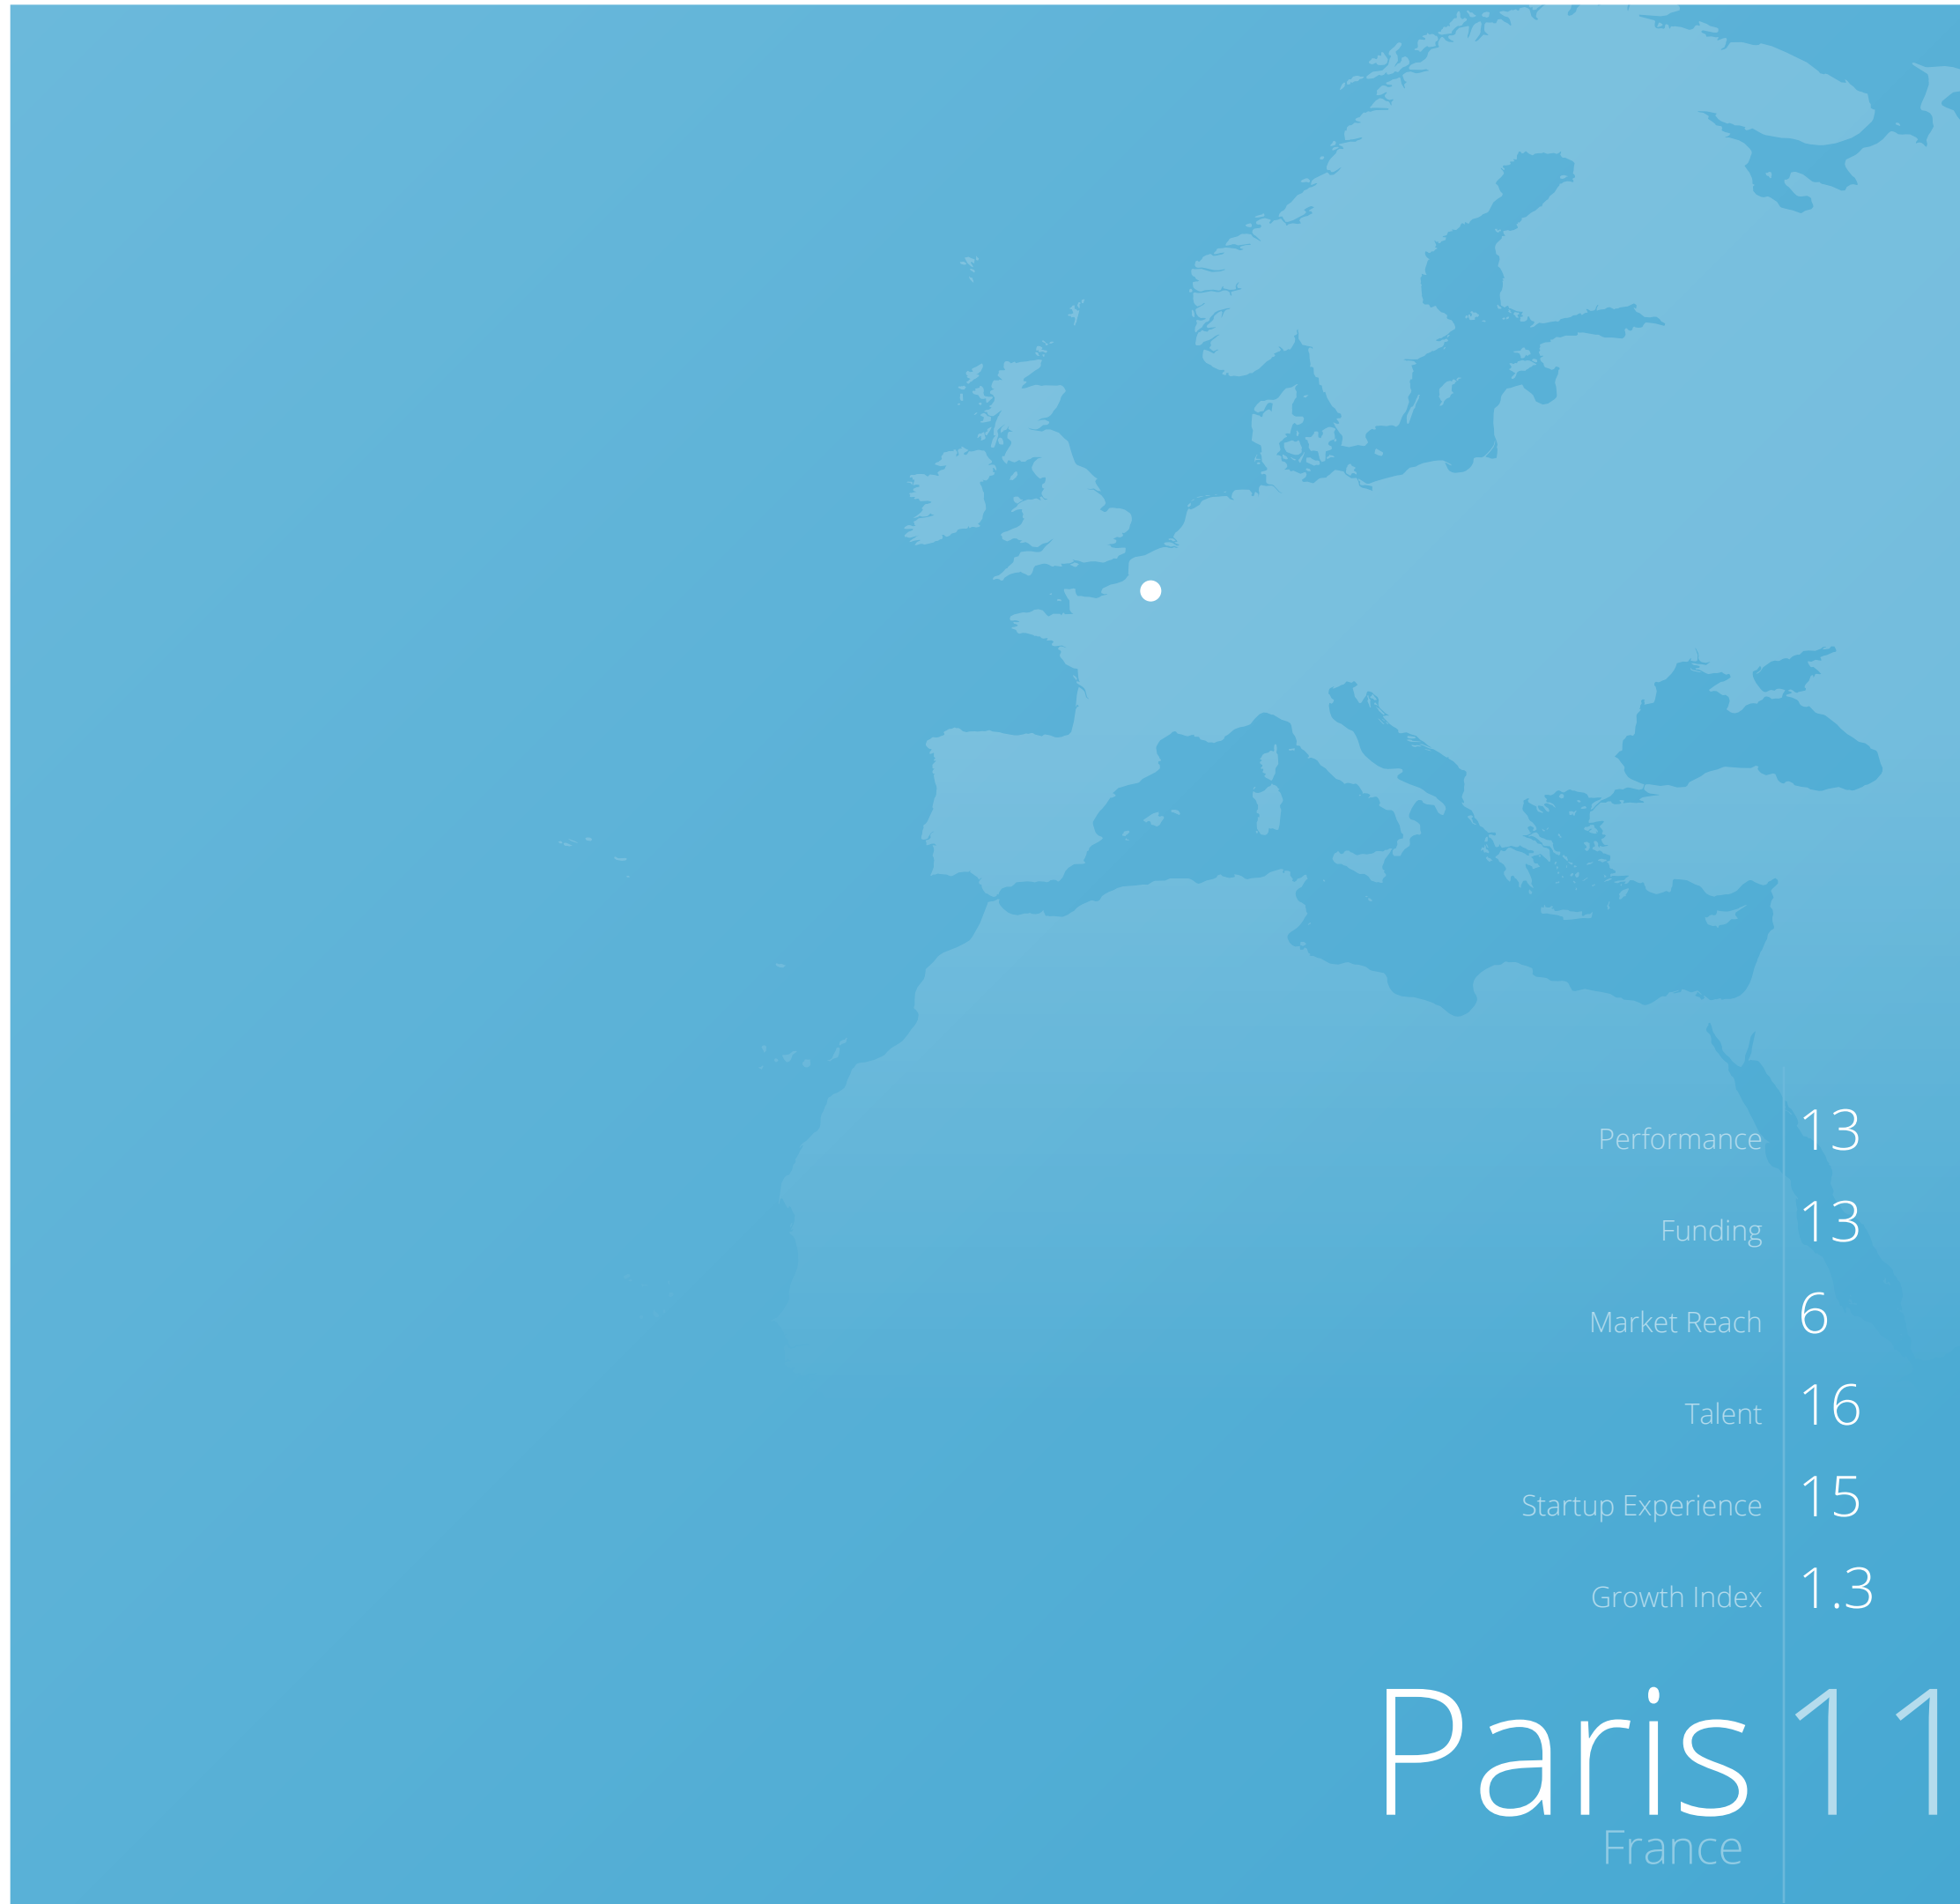 Performance 13
Funding 13
Market Reach 6
Talent 16
Startup Experience 15
Growth Index 1.3
Paris 11
France